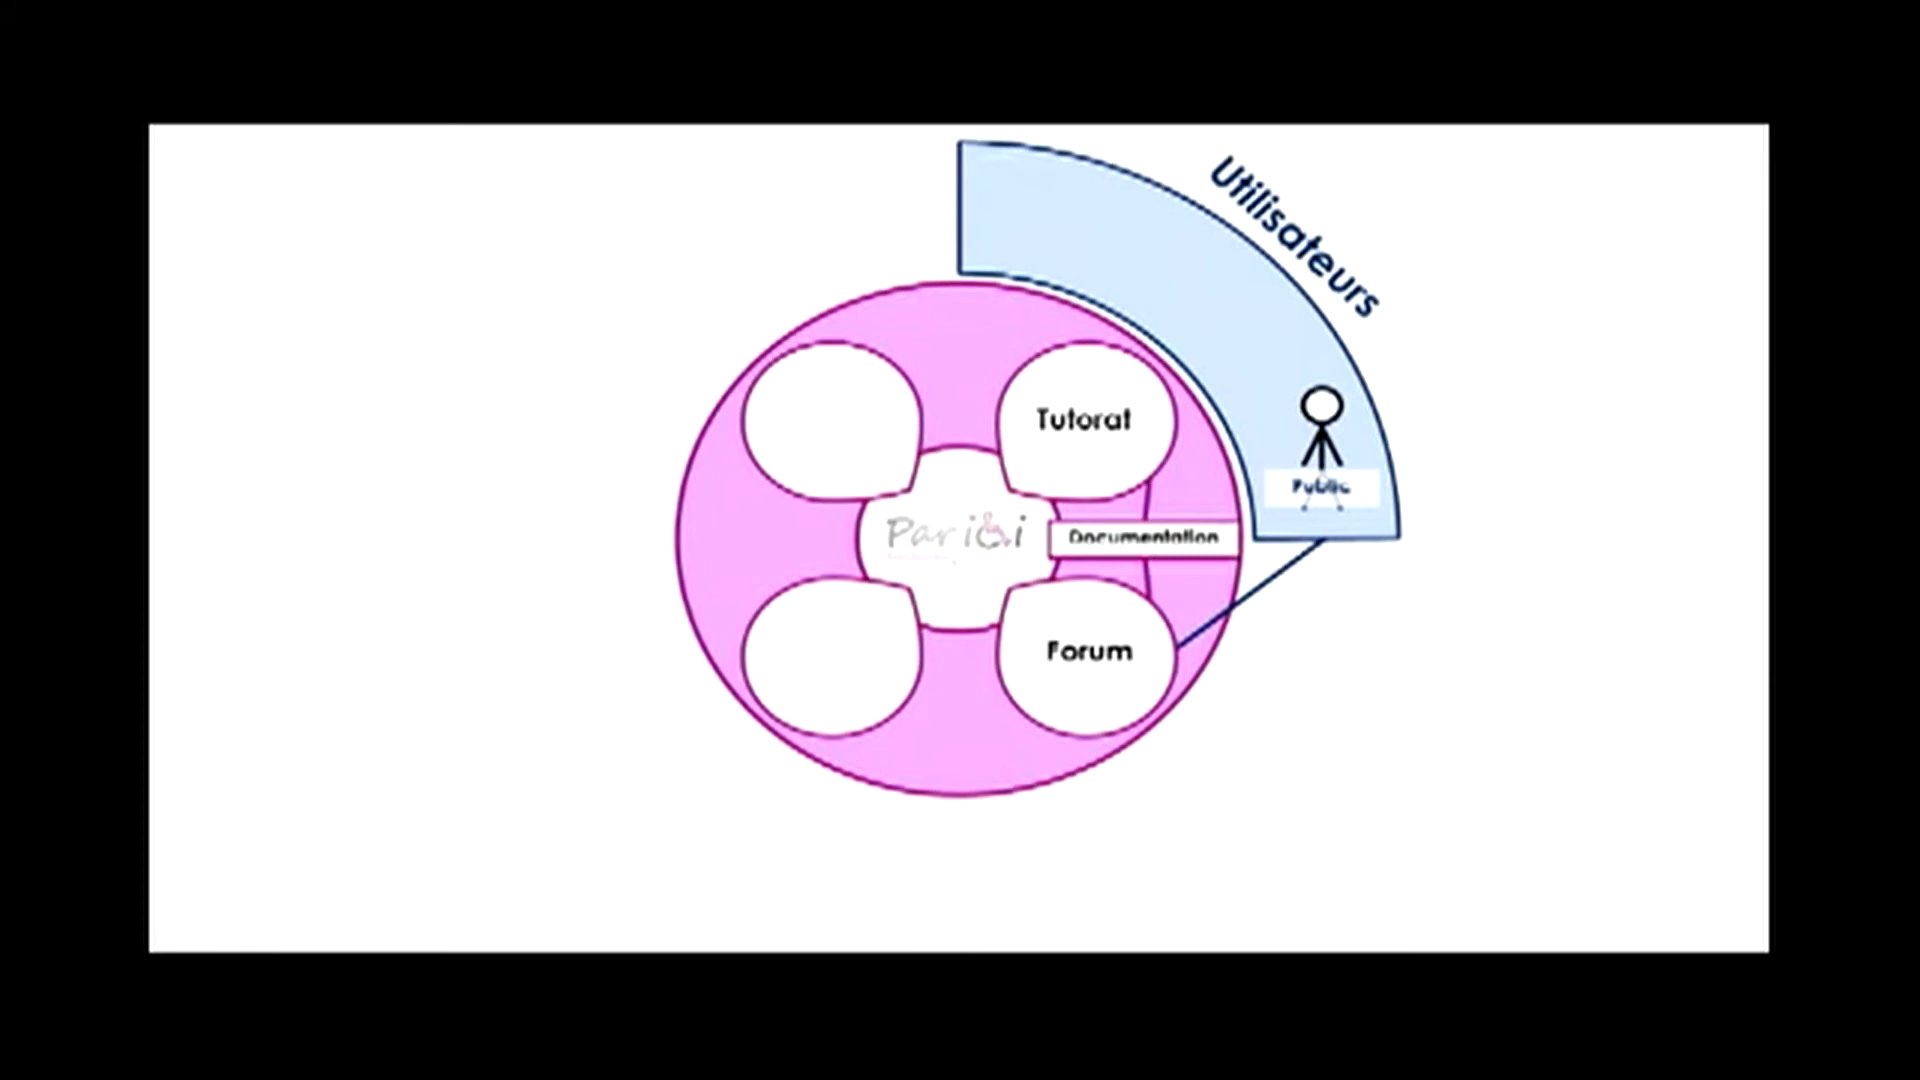 Utilisateurs
Tutorat
Public
Documentation
Forum